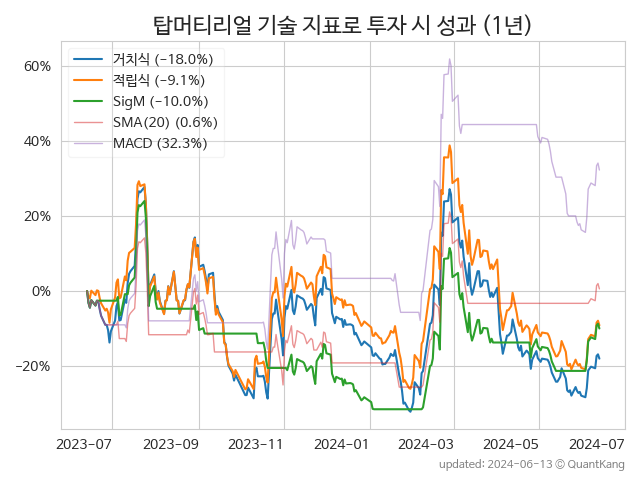 탑머티리얼 기술 지표로 투자 시 성과 (1년)
거치식 (−18.0%)
적립식 (−9.1%)
SigM (−10.0%)
SMA(20) (0.6%)
MACD (32.3%)
60%
40%
20%
0%
−20%
2023-07 2023-09 2023-11 2024-01 2024-03 2024-05 2024-07
updated: 2024-06-13 © QuantKang